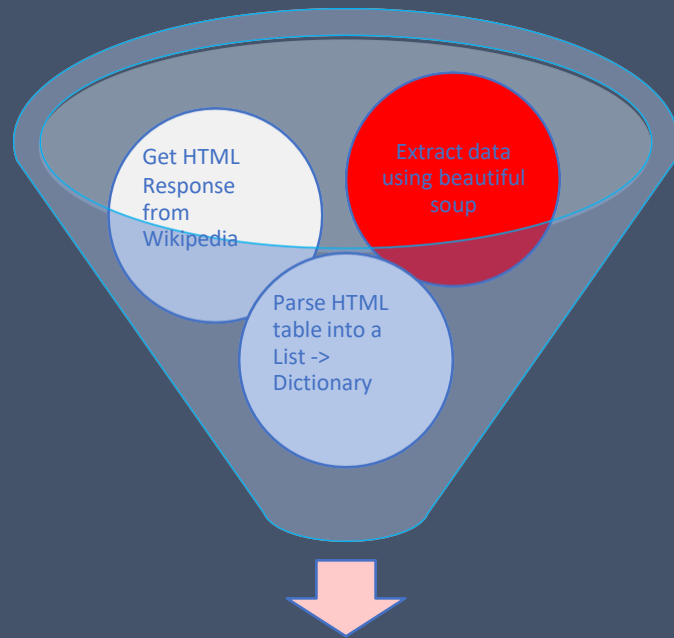 Get HTML
Response
from
Wikipedia
Extract data
using beautiful
soup
Parse HTML
table into a
List ->
Dictionary